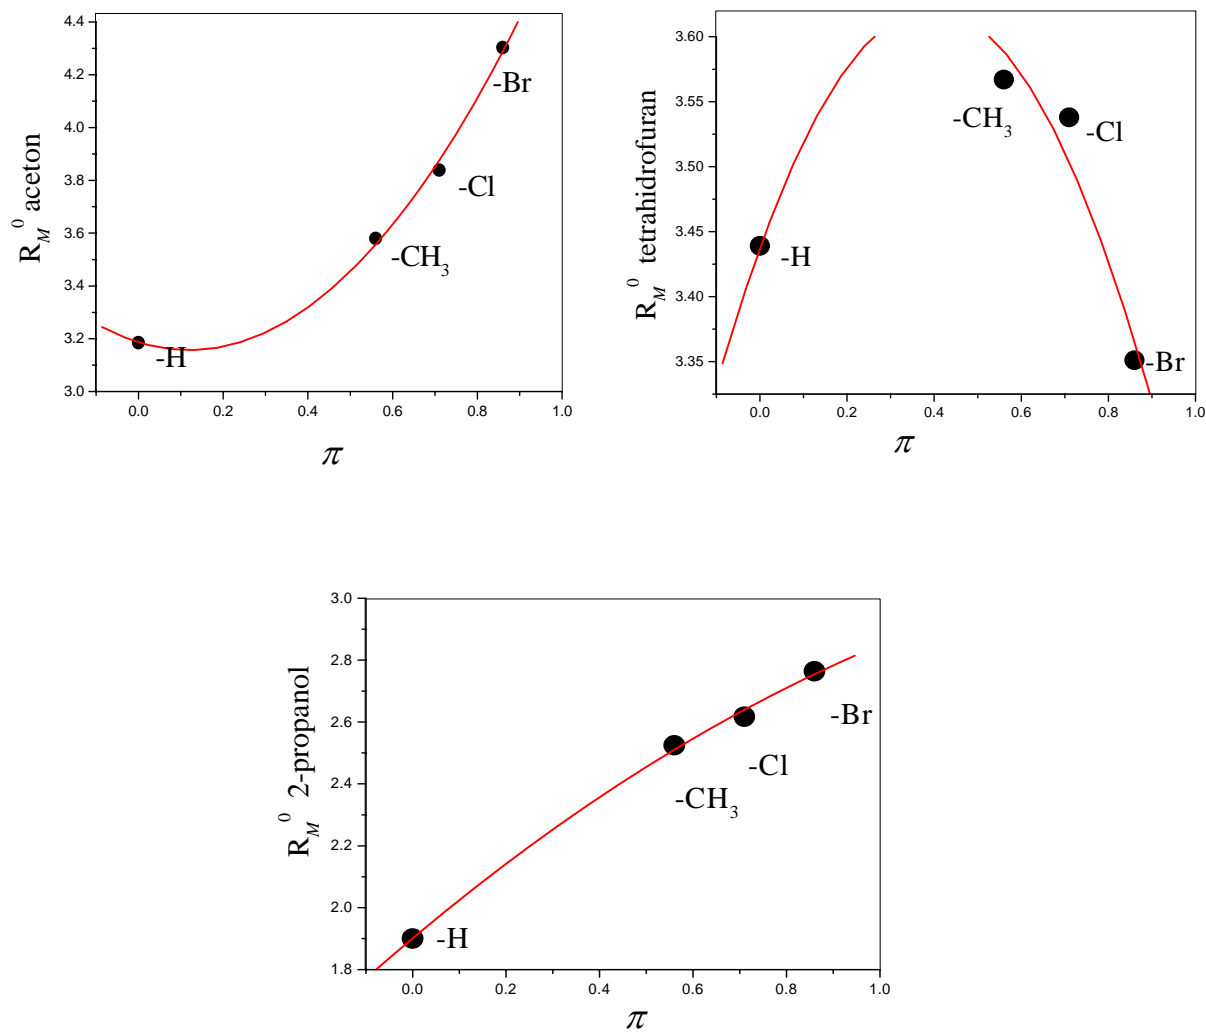 4.4
4.2
4.0
3.8
3.6
3.4
3.2
3.0
0.0 0.2 0.4 0.6 0.8 1.0
R_M^0 aceton
π
-H
-CH₃
-Cl
-Br
3.60
3.55
3.50
3.45
3.40
3.35
0.0 0.2 0.4 0.6 0.8 1.0
R_M^0 tetrahidrofuran
π
-H
-CH₃
-Cl
-Br
3.0
2.8
2.6
2.4
2.2
2.0
1.8
0.0 0.2 0.4 0.6 0.8 1.0
R_M^0 2-propanol
π
-H
-CH₃
-Cl
-Br